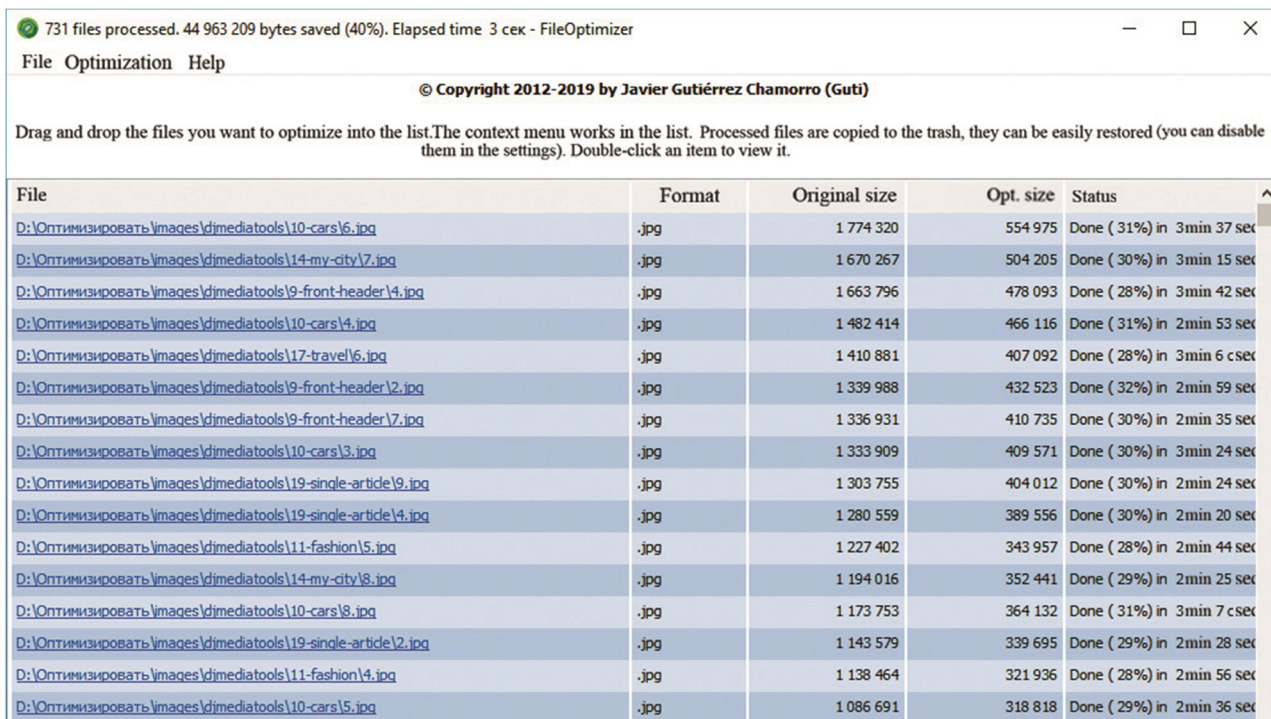 731 files processed. 44 963 209 bytes saved (40%). Elapsed time 3 сек - FileOptimizer
File Optimization Help
© Copyright 2012-2019 by Javier Gutiérrez Chamorro (Guti)
Drag and drop the files you want to optimize into the list.The context menu works in the list. Processed files are copied to the trash, they can be easily restored (you can disable
them in the settings). Double-click an item to view it.
File Format Original size Opt. size Status
D:\Оптимизировать\images\djmediatools\10-cars\6.jpg .jpg 1 774 320 554 975 Done ( 31%) in 3min 37 sec
D:\Оптимизировать\images\djmediatools\14-my-city\7.jpg .jpg 1 670 267 504 205 Done ( 30%) in 3min 15 sec
D:\Оптимизировать\images\djmediatools\9-front-header\4.jpg .jpg 1 663 796 478 093 Done ( 28%) in 3min 42 sec
D:\Оптимизировать\images\djmediatools\10-cars\4.jpg .jpg 1 482 414 466 116 Done ( 31%) in 2min 53 sec
D:\Оптимизировать\images\djmediatools\17-travel\6.jpg .jpg 1 410 881 407 092 Done ( 28%) in 3min 6 csec
D:\Оптимизировать\images\djmediatools\9-front-header\2.jpg .jpg 1 339 988 432 523 Done ( 32%) in 2min 59 sec
D:\Оптимизировать\images\djmediatools\9-front-header\7.jpg .jpg 1 336 931 410 735 Done ( 30%) in 2min 35 sec
D:\Оптимизировать\images\djmediatools\10-cars\3.jpg .jpg 1 333 909 409 571 Done ( 30%) in 3min 24 sec
D:\Оптимизировать\images\djmediatools\19-single-article\9.jpg .jpg 1 303 755 404 012 Done ( 30%) in 2min 24 sec
D:\Оптимизировать\images\djmediatools\19-single-article\4.jpg .jpg 1 280 559 389 556 Done ( 30%) in 2min 20 sec
D:\Оптимизировать\images\djmediatools\11-fashion\5.jpg .jpg 1 227 402 343 957 Done ( 28%) in 2min 44 sec
D:\Оптимизировать\images\djmediatools\14-my-city\8.jpg .jpg 1 194 016 352 441 Done ( 29%) in 2min 25 sec
D:\Оптимизировать\images\djmediatools\10-cars\8.jpg .jpg 1 173 753 364 132 Done ( 31%) in 3min 7 csec
D:\Оптимизировать\images\djmediatools\19-single-article\2.jpg .jpg 1 143 579 339 695 Done ( 29%) in 2min 28 sec
D:\Оптимизировать\images\djmediatools\11-fashion\4.jpg .jpg 1 138 464 321 936 Done ( 28%) in 2min 56 sec
D:\Оптимизировать\images\djmediatools\10-cars\5.jpg .jpg 1 086 691 318 818 Done ( 29%) in 2min 36 sec